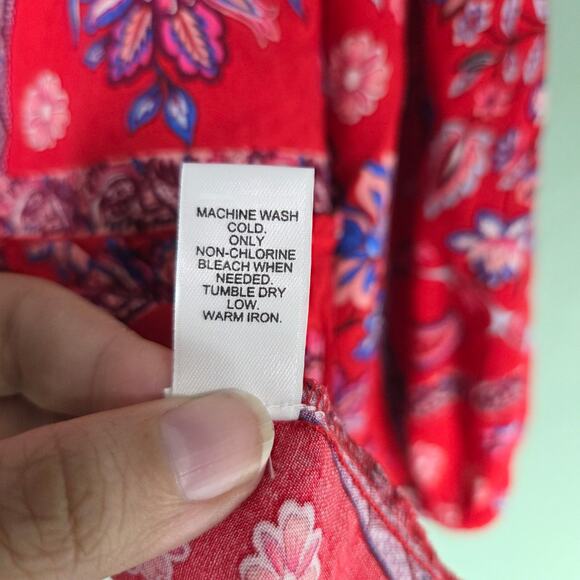 MACHINE WASH
COLD.
ONLY
NON-CHLORINE
BLEACH WHEN
NEEDED.
TUMBLE DRY
LOW.
WARM IRON.